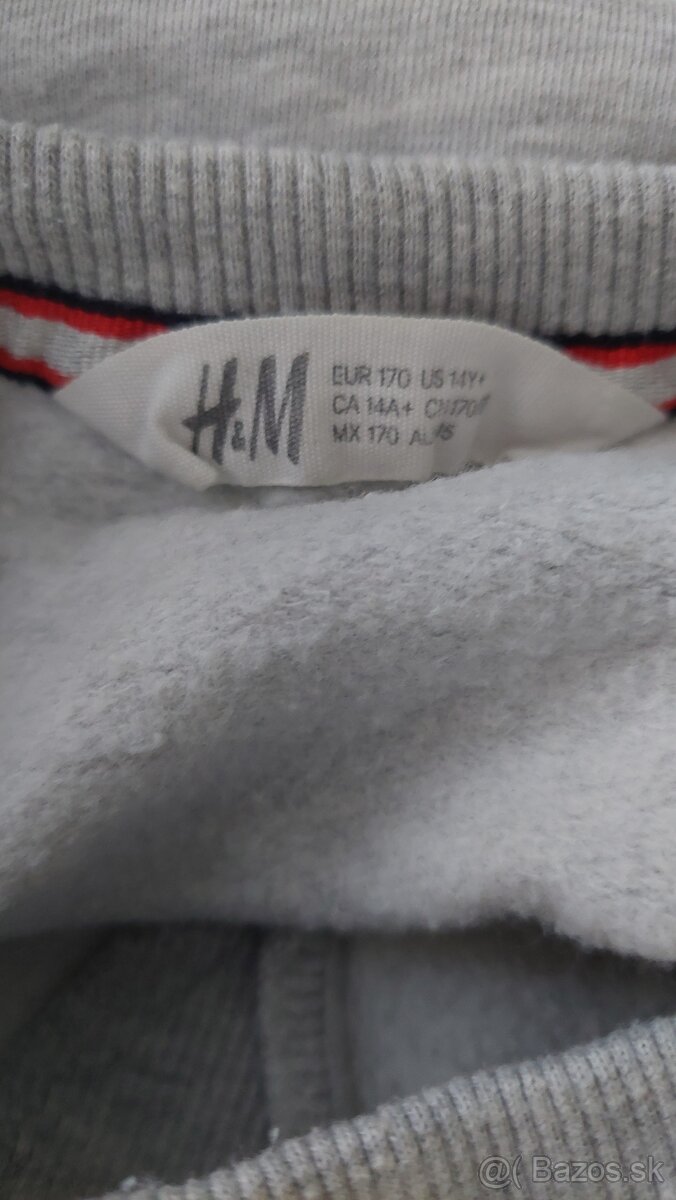 H&M
EUR 170 US 14Y+
CA 14A+
MX 170
@( Bazos.sk